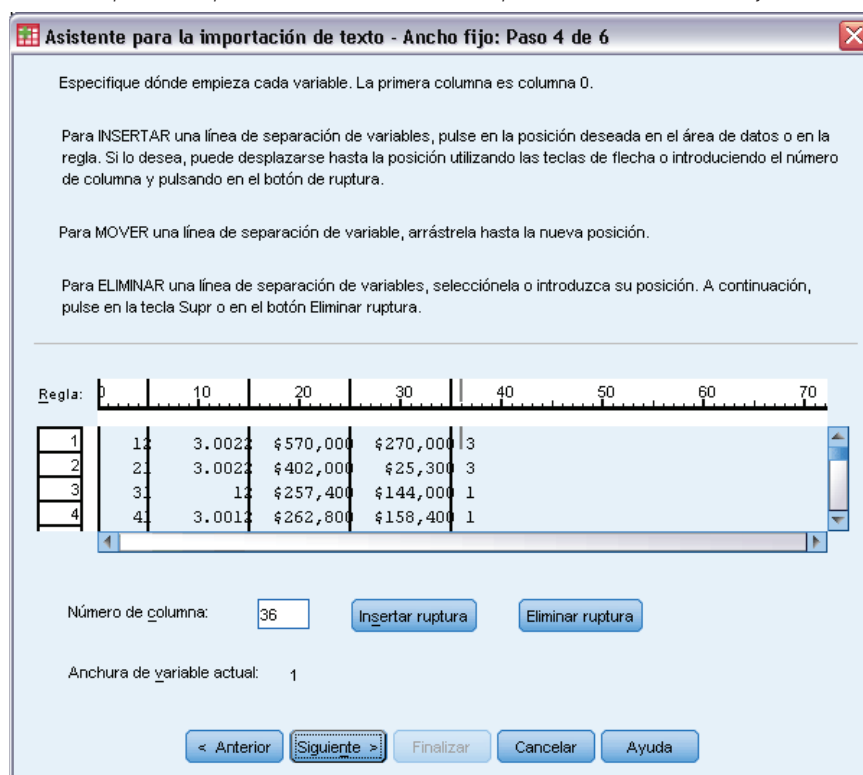 Asistente para la importación de texto - Ancho fijo: Paso 4 de 6
Especifique dónde empieza cada variable. La primera columna es columna 0.
Para INSERTAR una línea de separación de variables, pulse en la posición deseada en el área de datos o en la
regla. Si lo desea, puede desplazarse hasta la posición utilizando las teclas de flecha o introduciendo el número
de columna y pulsando en el botón de ruptura.
Para MOVER una línea de separación de variable, arrástrela hasta la nueva posición.
Para ELIMINAR una línea de separación de variables, selecciónela o introduzca su posición. A continuación,
pulse en la tecla Supr o en el botón Eliminar ruptura.
Regla: 0 10 20 30 40 50 60 70
1 12 3.0022 $570,000 $270,000 3
2 21 3.0022 $402,000 $25,300 3
3 31 12 $257,400 $144,000 1
4 41 3.0012 $262,800 $158,400 1
Número de columna: 36 Insertar ruptura Eliminar ruptura
Anchura de variable actual: 1
< Anterior Siguiente > Finalizar Cancelar Ayuda